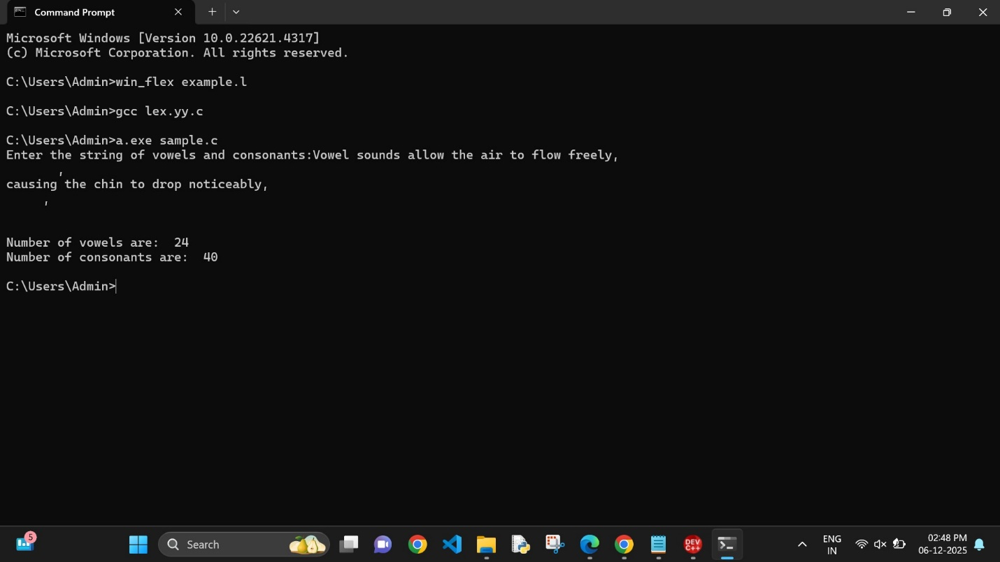 Command Prompt
Microsoft Windows [Version 10.0.22621.4317]
(c) Microsoft Corporation. All rights reserved.
C:\Users\Admin>win_flex example.l
C:\Users\Admin>gcc lex.yy.c
C:\Users\Admin>a.exe sample.c
Enter the string of vowels and consonants:Vowel sounds allow the air to flow freely,
,
causing the chin to drop noticeably,
,
Number of vowels are:  24
Number of consonants are:  40
C:\Users\Admin>
5
Search
DEV C++
ENG
IN
02:48 PM
06-12-2025